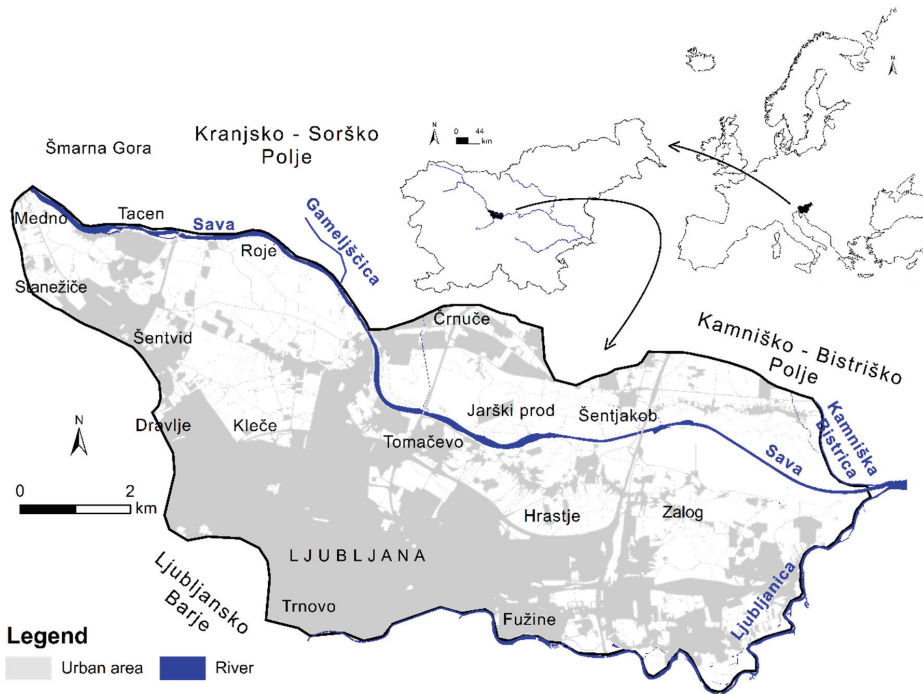 N
N
0 44
km
Kranjsko - Sorško
Polje
Šmarna Gora
Medno
Tacen
Sava
Roje
Gameljščica
Stanežiče
Šentvid
Črnuče
Kamniško - Bistriško
Polje
Dravlje
Kleče
Jarški prod
Šentjakob
Kamniška
Bistrica
Tomačevo
N
Sava
0 2
km
Hrastje
Zalog
LJUBLJANA
Ljubljansko
Barje
Trnovo
Fužine
Ljubljanica
Legend
Urban area
River